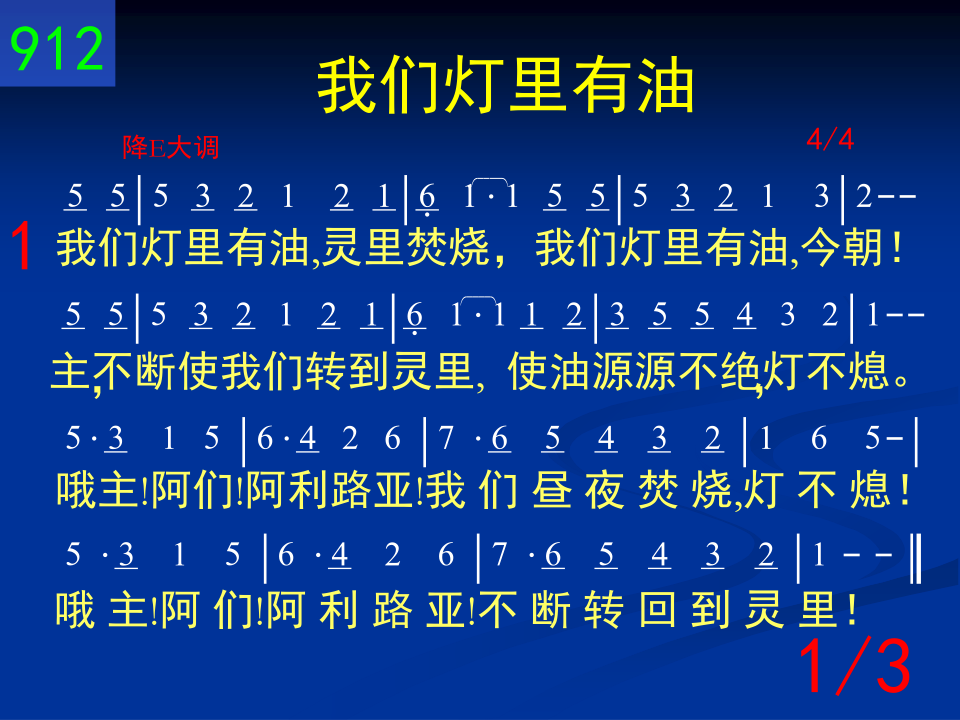 912
我们灯里有油
降E大调 4/4
5 5|5 3 2 1 2 1|6 1·1 5 5|5 3 2 1 3|2--
1 我们灯里有油,灵里焚烧，我们灯里有油,今朝!
5 5|5 3 2 1 2 1|6 1·1 1 2|3 5 5 4 3 2|1--
主,不断使我们转到灵里, 使油源源不绝,灯不熄。
5·3 1 5|6·4 2 6|7·6 5 4 3 2|1 6 5-|
哦主!阿们!阿利路亚!我们昼夜焚烧,灯不熄!
5·3 1 5|6·4 2 6|7·6 5 4 3 2|1--‖
哦主!阿们!阿利路亚!不断转回到灵里!
1/3